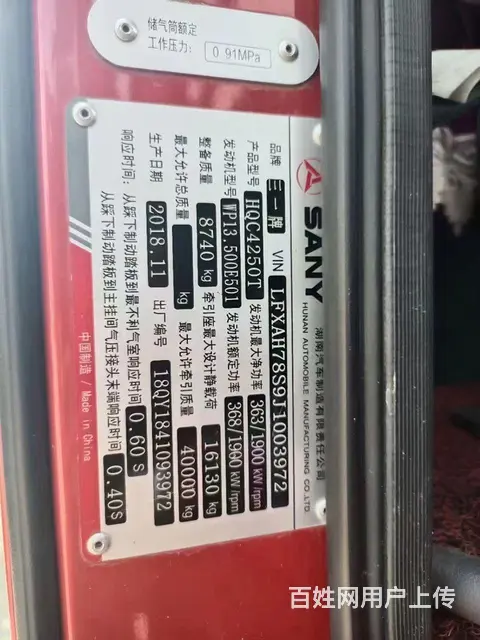 储气筒额定
工作压力: 0.91MPa
SANY 湖南汽车制造有限责任公司
HUNAN AUTOMOBILE MANUFACTURING CO.,LTD
品牌 三一牌 VIN LFXAH78S9J1003972
产品型号 HQC4250T 发动机最大净功率 363/1900 kW/rpm
发动机型号 WP13.500E501 发动机额定功率 368/1900 kW/rpm
整备质量 8740 kg 牵引座最大设计静载荷 16130 kg
最大允许总质量 kg 最大允许牵引质量 40000 kg
生产日期 2018.11 出厂编号 18QY1841093972
响应时间: 从踩下制动踏板到最不利气室响应时间 0.60 S
从踩下制动踏板到主挂间气压接头末端响应时间 0.40 S
中国制造 / Made in China
百姓网用户上传